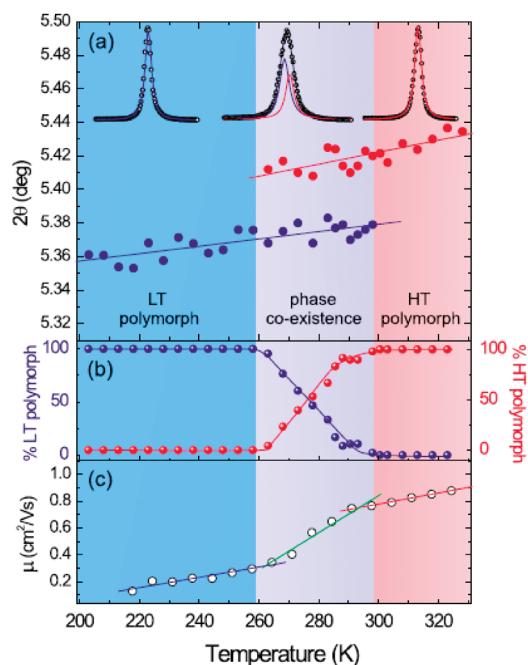 (a)
5.50
5.48
5.46
5.44
5.42
5.40
5.38
5.36
5.34
5.32
2θ (deg)
LT polymorph
phase co-existence
HT polymorph
(b)
100
50
0
% LT polymorph
100
50
0
% HT polymorph
(c)
1.0
0.8
0.6
0.4
0.2
μ (cm²/Vs)
200 220 240 260 280 300 320
Temperature (K)